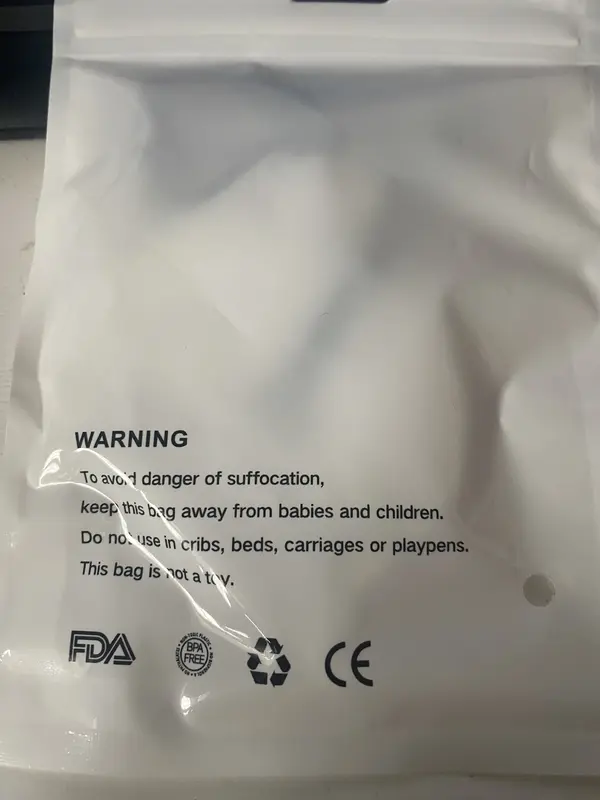 WARNING
To avoid danger of suffocation,
keep this bag away from babies and children.
Do not use in cribs, beds, carriages or playpens.
This bag is not a toy.
FDA
BPA
FREE
CE